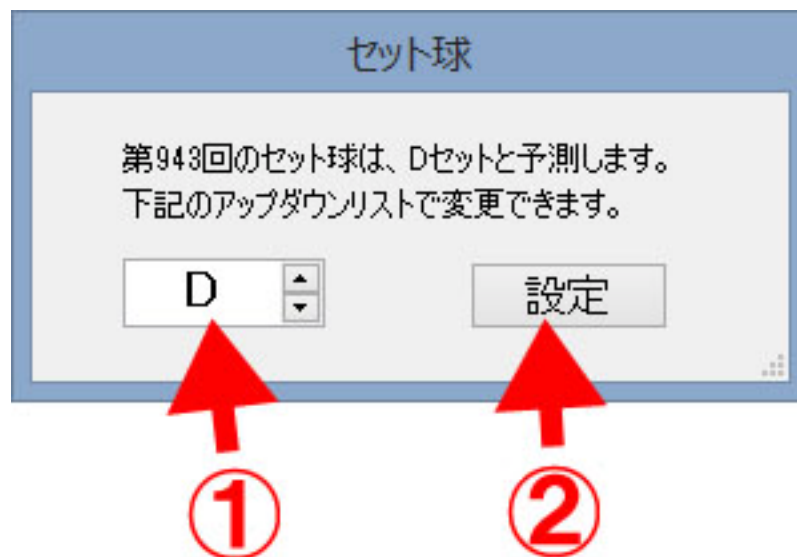 セット球
第943回のセット球は、Dセットと予測します。
下記のアップダウンリストで変更できます。
D
設定
① ②